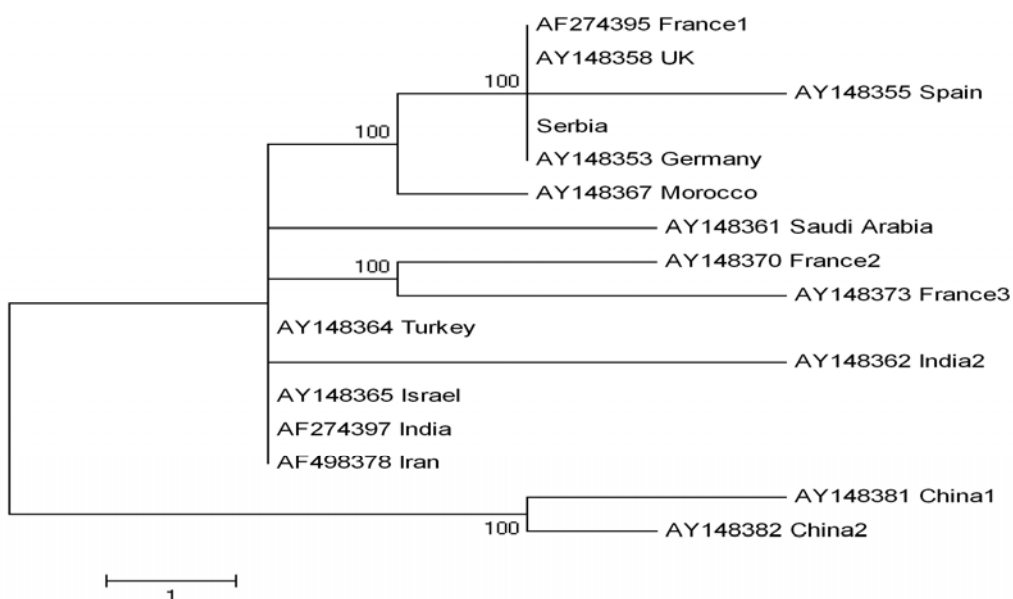 AF274395 France1
AY148358 UK
100
AY148355 Spain
Serbia
100
AY148353 Germany
AY148367 Morocco
AY148361 Saudi Arabia
100
AY148370 France2
AY148373 France3
AY148364 Turkey
AY148362 India2
AY148365 Israel
AF274397 India
AF498378 Iran
AY148381 China1
100
AY148382 China2
1